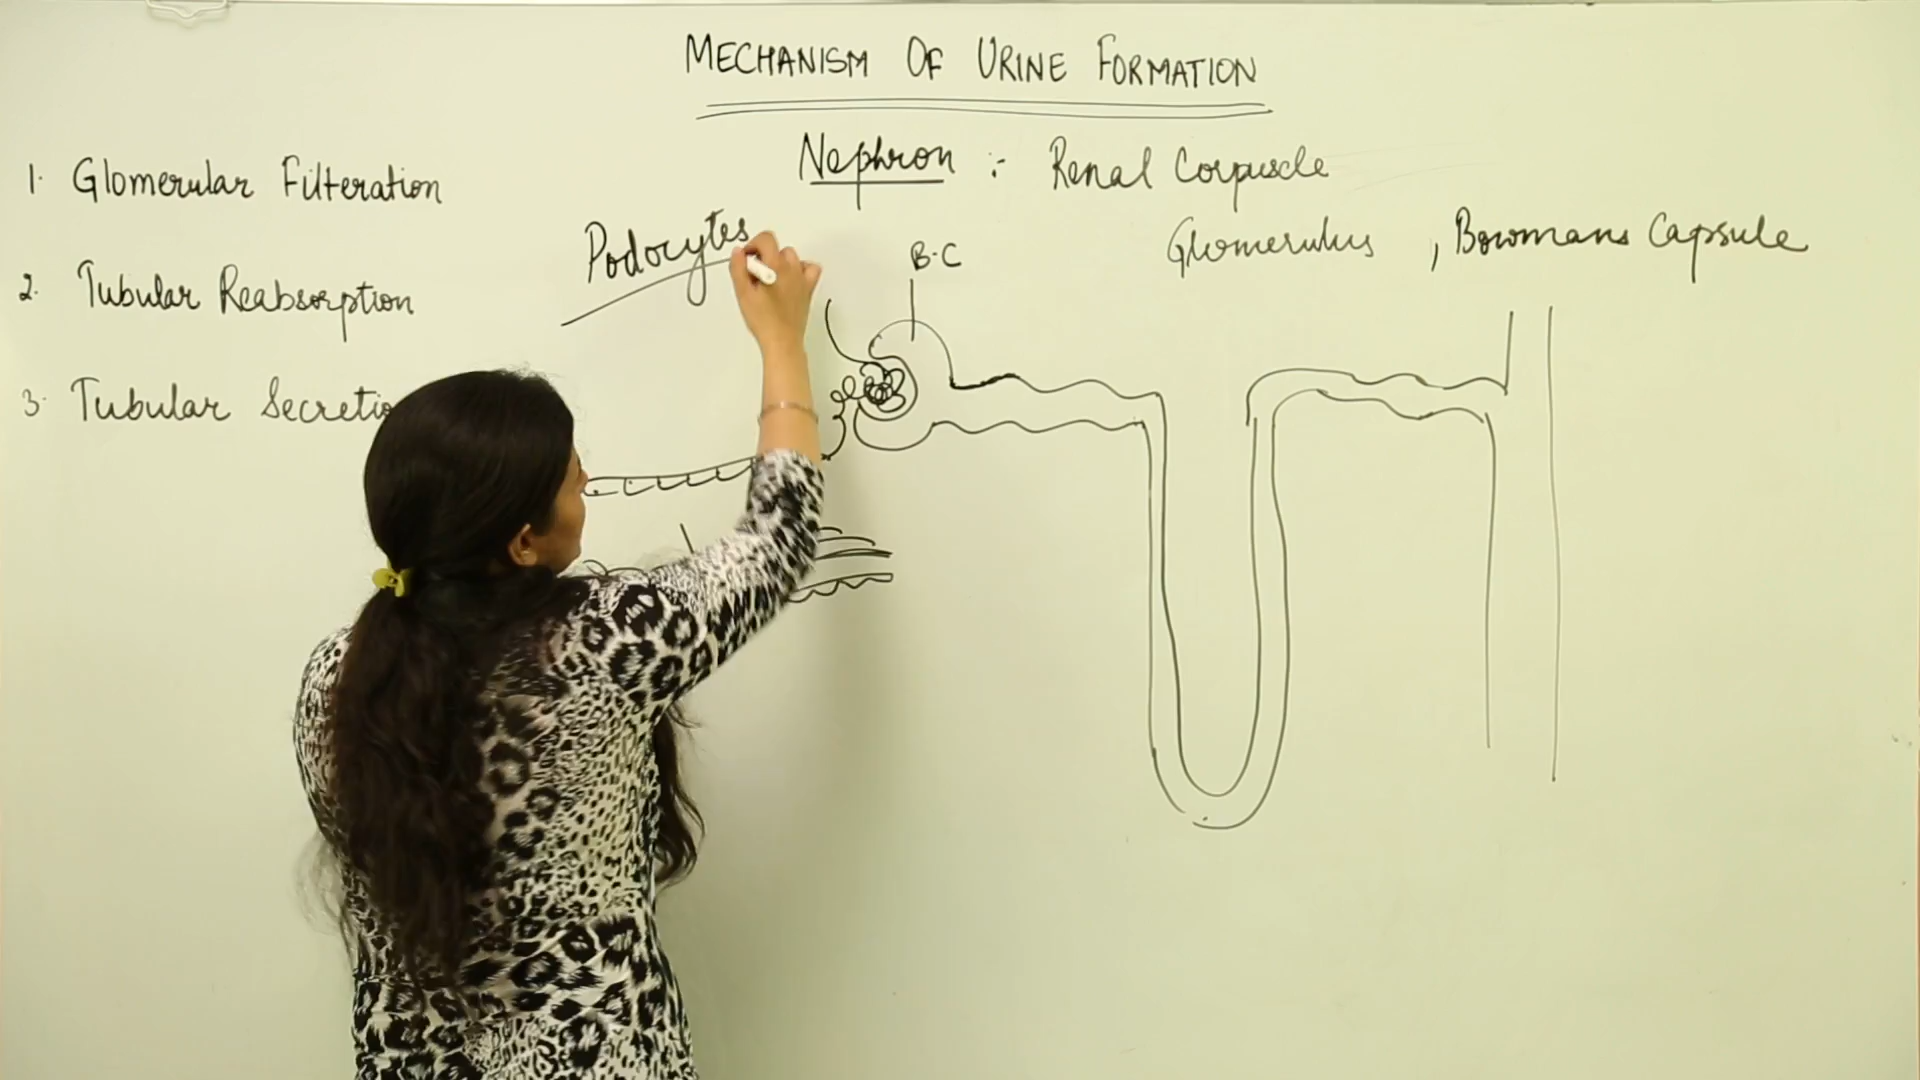 MECHANISM OF URINE FORMATION
Nephron :- Renal Corpuscle
Glomerulus , Bowmans Capsule
1. Glomerular Filteration
2. Tubular Reabsorption
3. Tubular Secretio
Podocytes
B.C